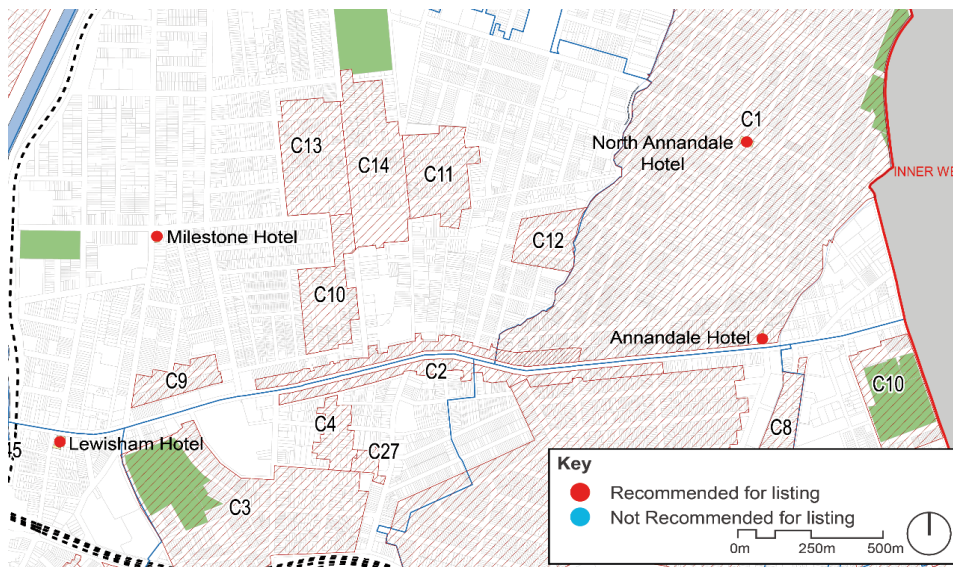 C1
North Annandale
Hotel
C13
C14
C11
INNER WE
Milestone Hotel
C12
C10
Annandale Hotel
C2
C9
C10
C4
C8
Lewisham Hotel
45
C27
C3
Key
Recommended for listing
Not Recommended for listing
0m 250m 500m